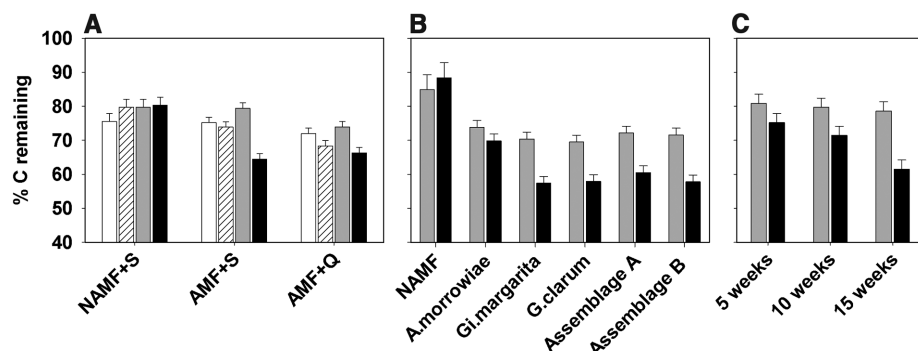 A
B
C
% C remaining
100
90
80
70
60
50
40
NAMF+S
AMF+S
AMF+Q
NAMF
A.morrowiae
Gi.margarita
G.clarum
Assemblage A
Assemblage B
5 weeks
10 weeks
15 weeks